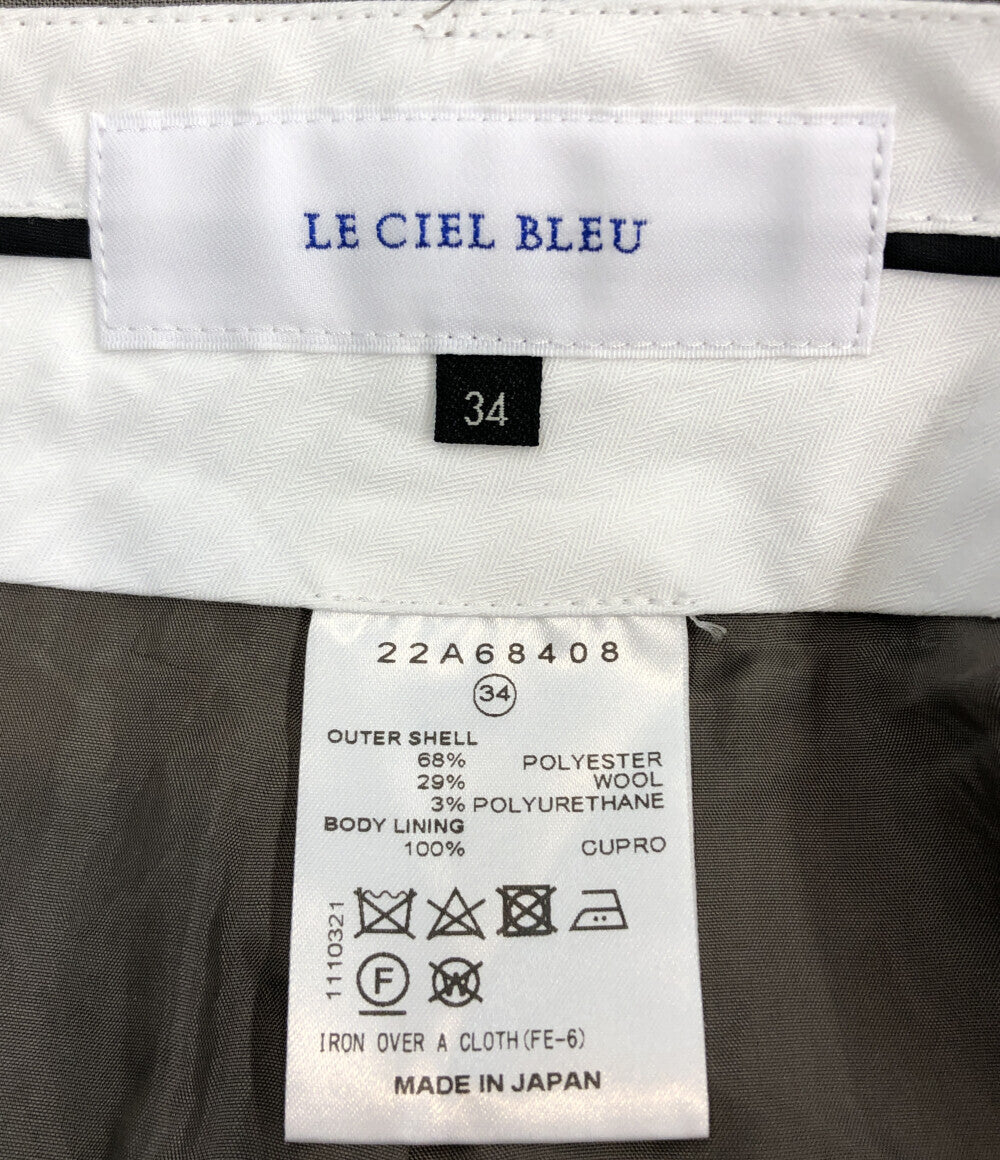 LE CIEL BLEU
34
22A68408
34
OUTER SHELL
68% POLYESTER
29% WOOL
3% POLYURETHANE
BODY LINING
100% CUPRO
1110321
F W
IRON OVER A CLOTH(FE-6)
MADE IN JAPAN